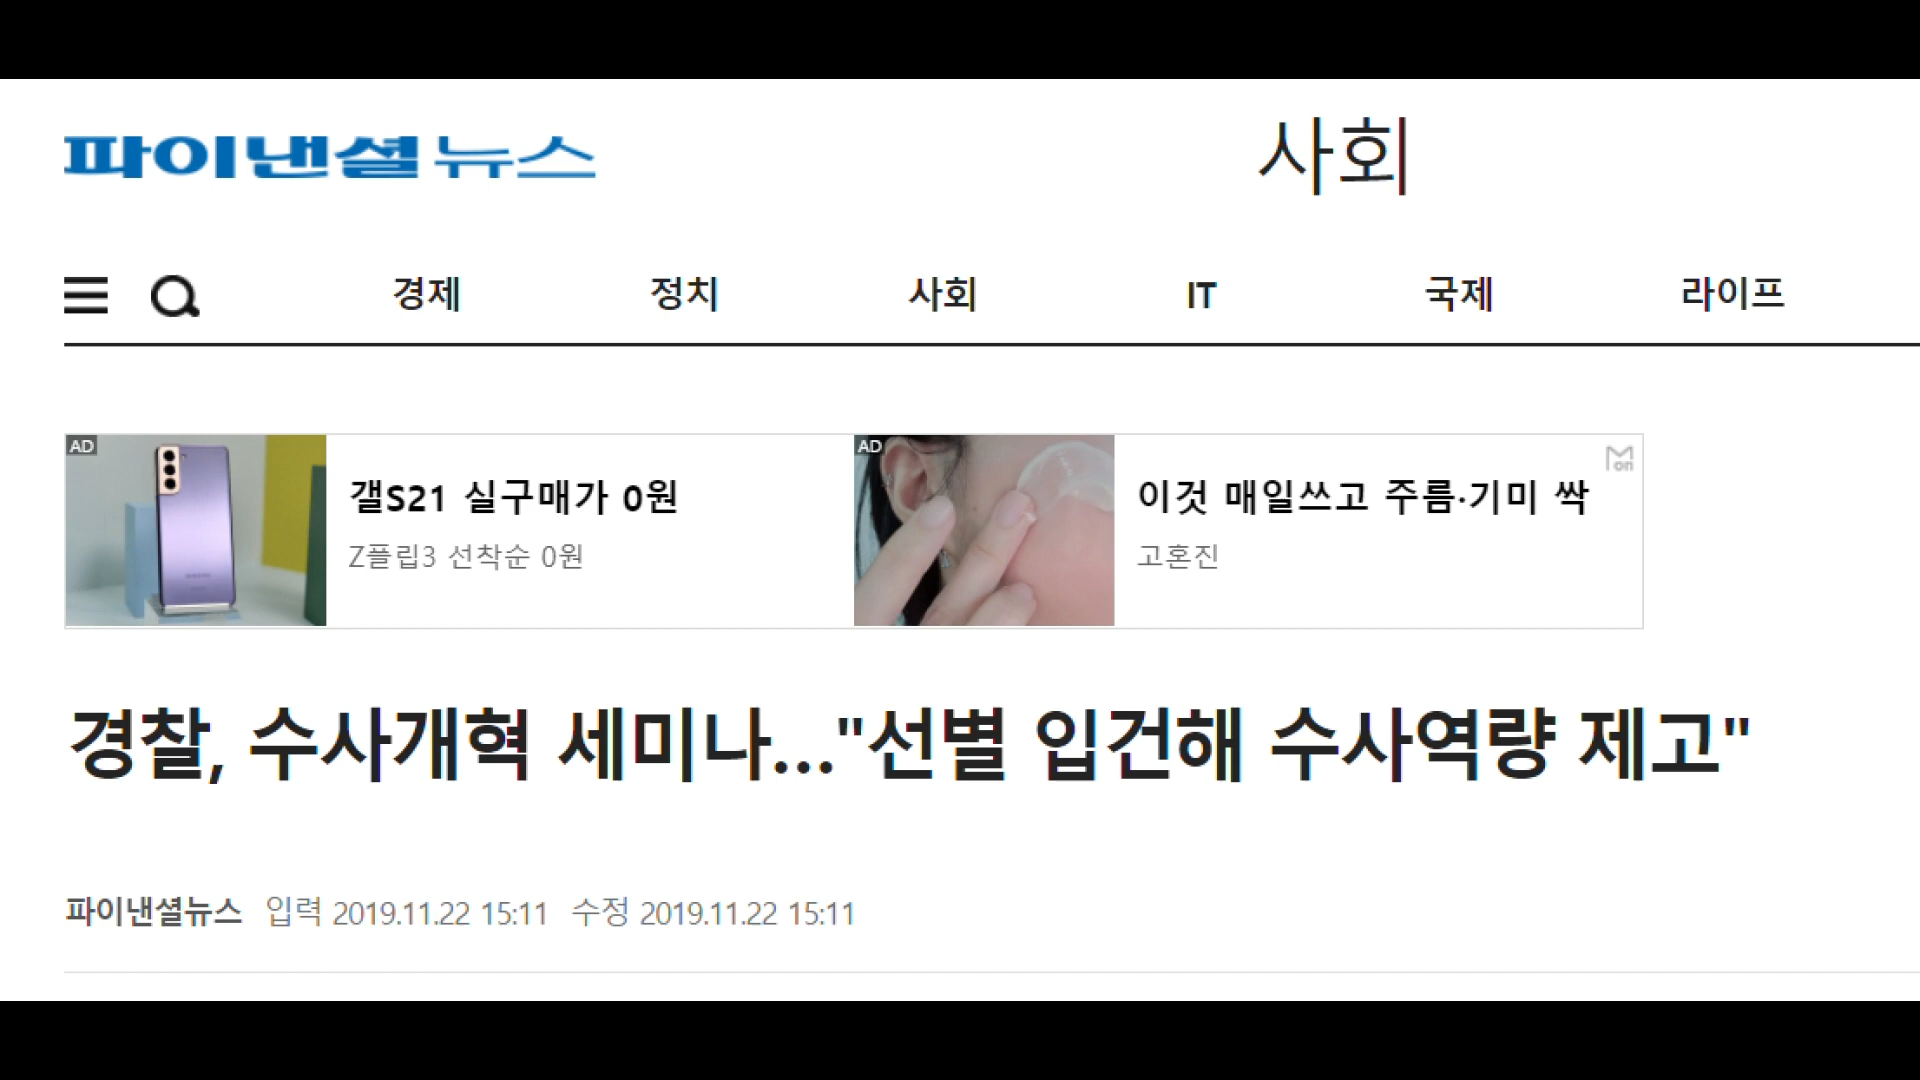 파이낸셜뉴스
사회
경제 정치 사회 IT 국제 라이프
AD
갤S21 실구매가 0원
Z플립3 선착순 0원
AD
이것 매일쓰고 주름·기미 싹
고혼진
M on
경찰, 수사개혁 세미나..."선별 입건해 수사역량 제고"
파이낸셜뉴스 입력 2019.11.22 15:11 수정 2019.11.22 15:11